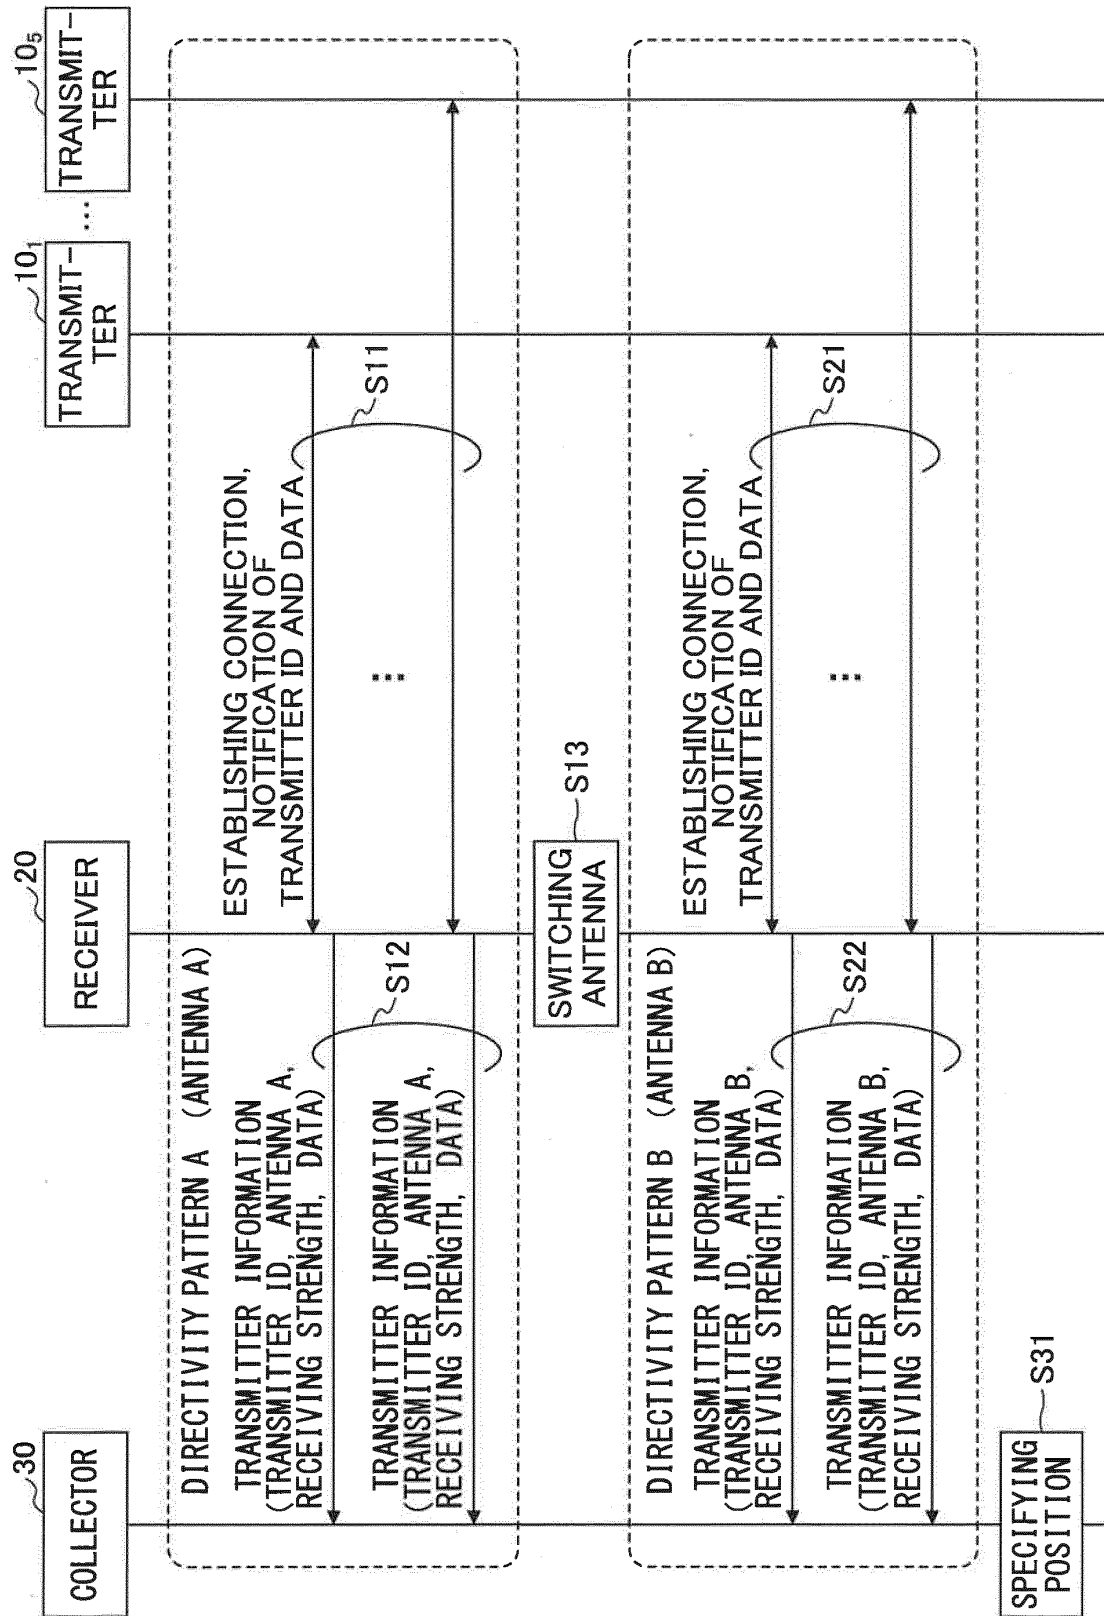 30
COLLECTOR
20
RECEIVER
10₁
TRANSMIT-
TER
...
10₅
TRANSMIT-
TER
DIRECTIVITY PATTERN A (ANTENNA A)
ESTABLISHING CONNECTION,
NOTIFICATION OF
TRANSMITTER ID AND DATA
S11
TRANSMITTER INFORMATION
(TRANSMITTER ID, ANTENNA A,
RECEIVING STRENGTH, DATA)
S12
TRANSMITTER INFORMATION
(TRANSMITTER ID, ANTENNA A,
RECEIVING STRENGTH, DATA)
SWITCHING
ANTENNA
S13
DIRECTIVITY PATTERN B (ANTENNA B)
ESTABLISHING CONNECTION,
NOTIFICATION OF
TRANSMITTER ID AND DATA
S21
TRANSMITTER INFORMATION
(TRANSMITTER ID, ANTENNA B,
RECEIVING STRENGTH, DATA)
S22
TRANSMITTER INFORMATION
(TRANSMITTER ID, ANTENNA B,
RECEIVING STRENGTH, DATA)
SPECIFYING
POSITION
S31